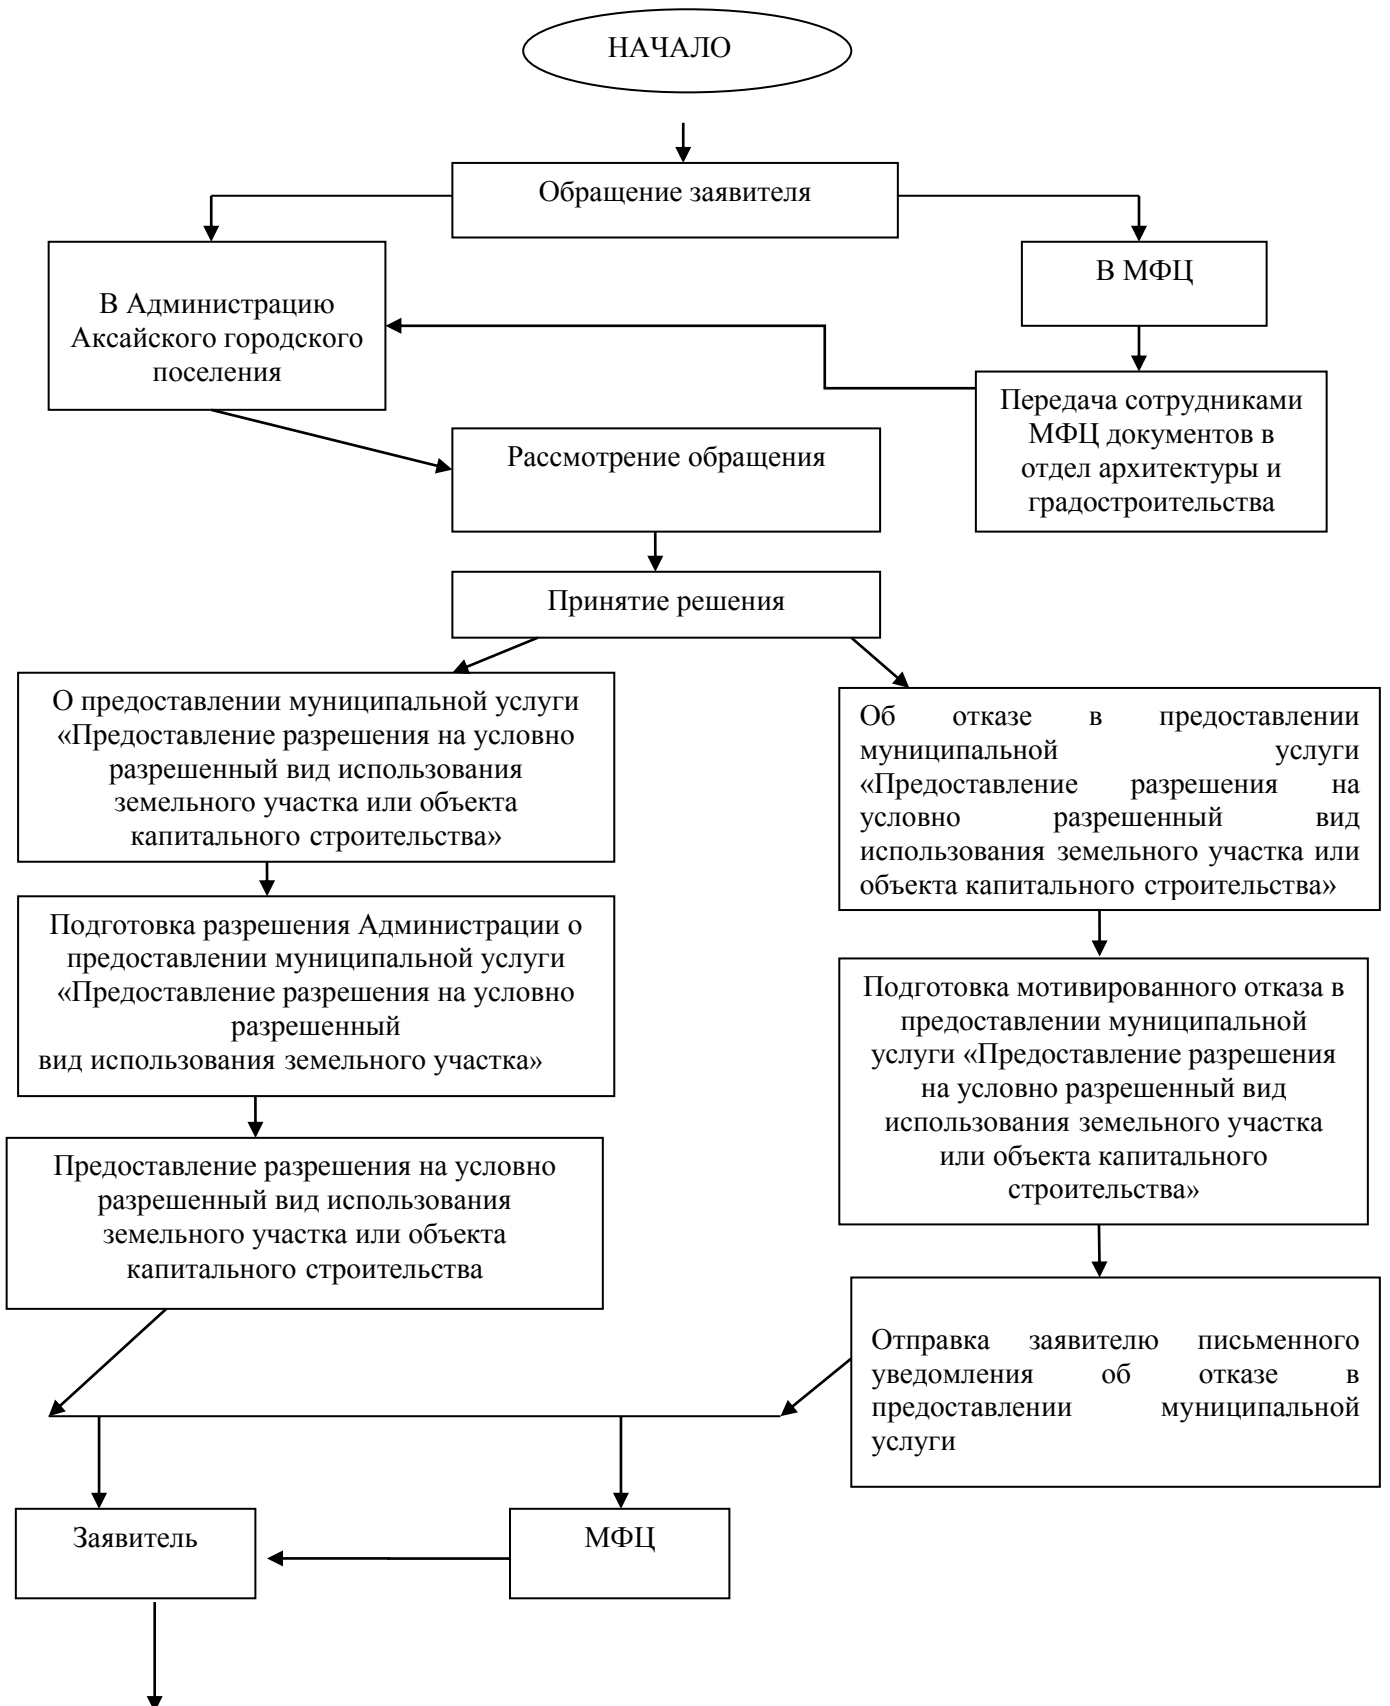 НАЧАЛО
Обращение заявителя
В Администрацию
Аксайского городского
поселения
В МФЦ
Передача сотрудниками
МФЦ документов в
отдел архитектуры и
градостроительства
Рассмотрение обращения
Принятие решения
О предоставлении муниципальной услуги
«Предоставление разрешения на условно
разрешенный вид использования
земельного участка или объекта
капитального строительства»
Об отказе в предоставлении
муниципальной услуги
«Предоставление разрешения на
условно разрешенный вид
использования земельного участка или
объекта капитального строительства»
Подготовка разрешения Администрации о
предоставлении муниципальной услуги
«Предоставление разрешения на условно
разрешенный
вид использования земельного участка»
Подготовка мотивированного отказа в
предоставлении муниципальной
услуги «Предоставление разрешения
на условно разрешенный вид
использования земельного участка
или объекта капитального
строительства»
Предоставление разрешения на условно
разрешенный вид использования
земельного участка или объекта
капитального строительства
Отправка заявителю письменного
уведомления об отказе в
предоставлении муниципальной
услуги
Заявитель
МФЦ